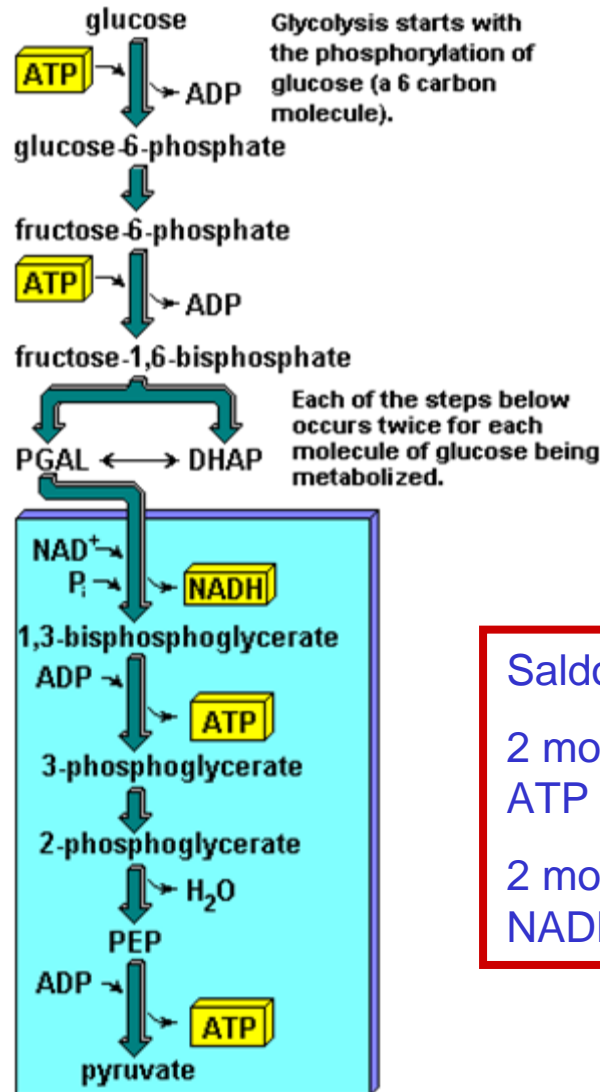 glucose
Glycolysis starts with
the phosphorylation of
glucose (a 6 carbon
molecule).
ATP
ADP
glucose-6-phosphate
fructose-6-phosphate
ATP
ADP
fructose-1,6-bisphosphate
Each of the steps below
occurs twice for each
molecule of glucose being
metabolized.
PGAL
DHAP
NAD+
Pi
NADH
1,3-bisphosphoglycerate
ADP
ATP
3-phosphoglycerate
2-phosphoglycerate
H2O
PEP
ADP
ATP
pyruvate
Saldo
2
ATP
2